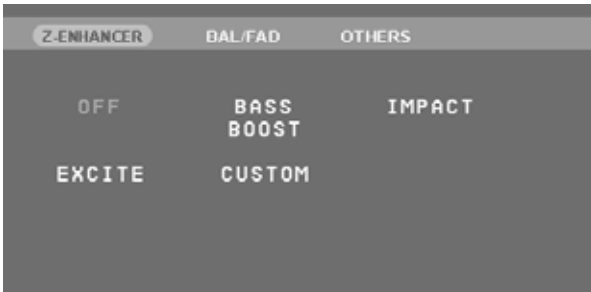 Z-ENHANCER BAL/FAD OTHERS
OFF BASS BOOST IMPACT
EXCITE CUSTOM